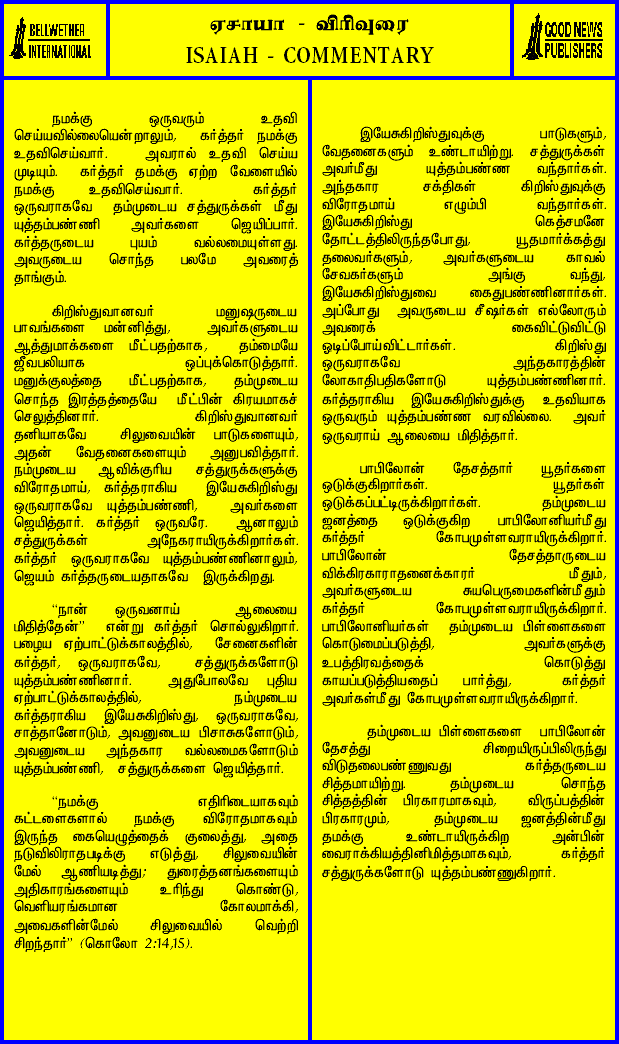 BELLWETHER
INTERNATIONAL
ஏசாயா - விரிவுரை
ISAIAH - COMMENTARY
GOOD NEWS
PUBLISHERS
நமக்கு ஒருவரும் உதவி
செய்யவில்லையென்றாலும், கர்த்தர் நமக்கு
உதவிசெய்வார். அவரால் உதவி செய்ய
முடியும். கர்த்தர் தமக்கு ஏற்ற வேளையில்
நமக்கு உதவிசெய்வார். கர்த்தர்
ஒருவராகவே தம்முடைய சத்துருக்கள் மீது
யுத்தம்பண்ணி அவர்களை ஜெயிப்பார்.
கர்த்தருடைய புயம் வல்லமையுள்ளது.
அவருடைய சொந்த பலமே அவரைத்
தாங்கும்.
கிறிஸ்துவானவர் மனுஷருடைய
பாவங்களை மன்னித்து, அவர்களுடைய
ஆத்துமாக்களை மீட்பதற்காக, தம்மையே
ஜீவபலியாக ஒப்புக்கொடுத்தார்.
மனுக்குலத்தை மீட்பதற்காக, தம்முடைய
சொந்த இரத்தத்தையே மீட்பின் கிரயமாகச்
செலுத்தினார். கிறிஸ்துவானவர்
தனியாகவே சிலுவையின் பாடுகளையும்,
அதன் வேதனைகளையும் அனுபவித்தார்.
நம்முடைய ஆவிக்குரிய சத்துருக்களுக்கு
விரோதமாய், கர்த்தராகிய இயேசுகிறிஸ்து
ஒருவராகவே யுத்தம்பண்ணி, அவர்களை
ஜெயித்தார். கர்த்தர் ஒருவரே. ஆனாலும்
சத்துருக்கள் அநேகராயிருக்கிறார்கள்.
கர்த்தர் ஒருவராகவே யுத்தம்பண்ணினாலும்,
ஜெயம் கர்த்தருடையதாகவே இருக்கிறது.
“நான் ஒருவனாய் ஆலையை
மிதித்தேன்” என்று கர்த்தர் சொல்லுகிறார்.
பழைய ஏற்பாட்டுக்காலத்தில், சேனைகளின்
கர்த்தர், ஒருவராகவே, சத்துருக்களோடு
யுத்தம்பண்ணினார். அதுபோலவே புதிய
ஏற்பாட்டுக்காலத்தில், நம்முடைய
கர்த்தராகிய இயேசுகிறிஸ்து, ஒருவராகவே,
சாத்தானோடும், அவனுடைய பிசாசுகளோடும்,
அவனுடைய அந்தகார வல்லமைகளோடும்
யுத்தம்பண்ணி, சத்துருக்களை ஜெயித்தார்.
“நமக்கு எதிரிடையாகவும்
கட்டளைகளால் நமக்கு விரோதமாகவும்
இருந்த கையெழுத்தைக் குலைத்து, அதை
நடுவிலிராதபடிக்கு எடுத்து, சிலுவையின்
மேல் ஆணியடித்து; துரைத்தனங்களையும்
அதிகாரங்களையும் உரிந்து கொண்டு,
வெளியரங்கமான கோலமாக்கி,
அவைகளின்மேல் சிலுவையில் வெற்றி
சிறந்தார்” (கொலோ 2:14,15).
இயேசுகிறிஸ்துவுக்கு பாடுகளும்,
வேதனைகளும் உண்டாயிற்று. சத்துருக்கள்
அவர்மீது யுத்தம்பண்ண வந்தார்கள்.
அந்தகார சக்திகள் கிறிஸ்துவுக்கு
விரோதமாய் எழும்பி வந்தார்கள்.
இயேசுகிறிஸ்து கெத்சமனே
தோட்டத்திலிருந்தபோது, யூதமார்க்கத்து
தலைவர்களும், அவர்களுடைய காவல்
சேவகர்களும் அங்கு வந்து,
இயேசுகிறிஸ்துவை கைதுபண்ணினார்கள்.
அப்போது அவருடைய சீஷர்கள் எல்லோரும்
அவரைக் கைவிட்டுவிட்டு
ஓடிப்போய்விட்டார்கள். கிறிஸ்து
ஒருவராகவே அந்தகாரத்தின்
லோகாதிபதிகளோடு யுத்தம்பண்ணினார்.
கர்த்தராகிய இயேசுகிறிஸ்துக்கு உதவியாக
ஒருவரும் யுத்தம்பண்ண வரவில்லை. அவர்
ஒருவராய் ஆலையை மிதித்தார்.
பாபிலோன் தேசத்தார் யூதர்களை
ஒடுக்குகிறார்கள். யூதர்கள்
ஒடுக்கப்பட்டிருக்கிறார்கள். தம்முடைய
ஜனத்தை ஒடுக்குகிற பாபிலோனியர்மீது
கர்த்தர் கோபமுள்ளவராயிருக்கிறார்.
பாபிலோன் தேசத்தாருடைய
விக்கிரகாராதனைக்காரர் மீதும்,
அவர்களுடைய சுயபெருமைகளின்மீதும்
கர்த்தர் கோபமுள்ளவராயிருக்கிறார்.
பாபிலோனியர்கள் தம்முடைய பிள்ளைகளை
கொடுமைப்படுத்தி, அவர்களுக்கு
உபத்திரவத்தைக் கொடுத்து
காயப்படுத்தியதைப் பார்த்து, கர்த்தர்
அவர்கள்மீது கோபமுள்ளவராயிருக்கிறார்.
தம்முடைய பிள்ளைகளை பாபிலோன்
தேசத்து சிறையிருப்பிலிருந்து
விடுதலைபண்ணுவது கர்த்தருடைய
சித்தமாயிற்று. தம்முடைய சொந்த
சித்தத்தின் பிரகாரமாகவும், விருப்பத்தின்
பிரகாரமும், தம்முடைய ஜனத்தின்மீது
தமக்கு உண்டாயிருக்கிற அன்பின்
வைராக்கியத்தினிமித்தமாகவும், கர்த்தர்
சத்துருக்களோடு யுத்தம்பண்ணுகிறார்.